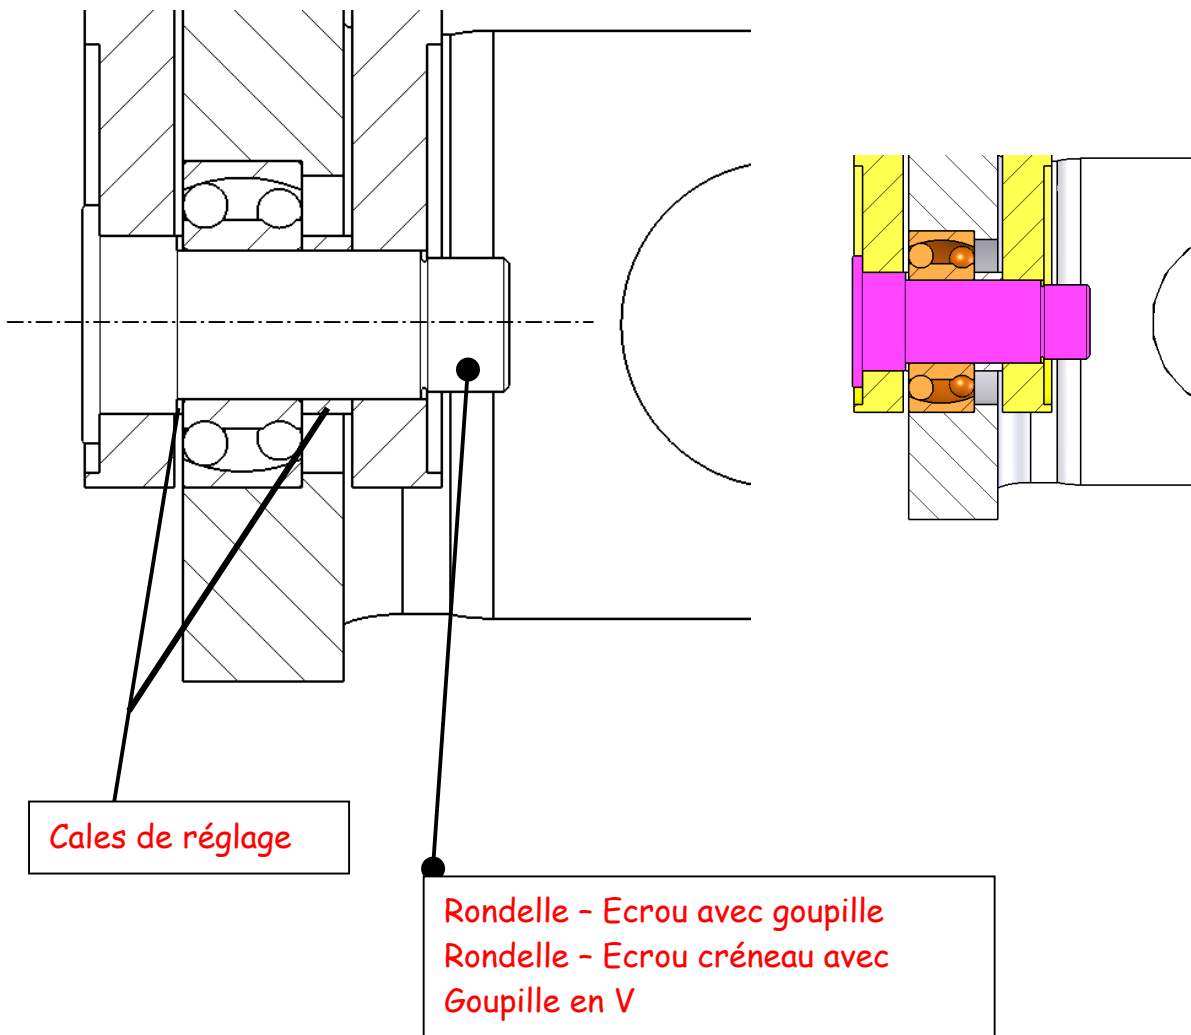 Cales de réglage
Rondelle – Ecrou avec goupille
Rondelle – Ecrou créneau avec
Goupille en V